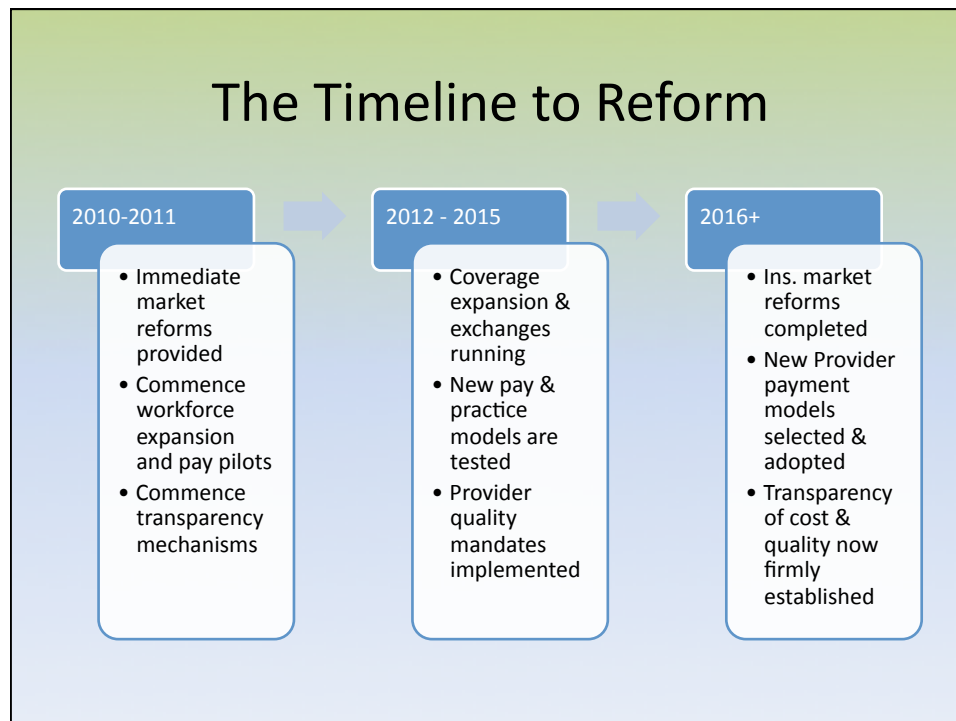 The Timeline to Reform
2010-2011
• Immediate
market
reforms
provided
• Commence
workforce
expansion
and pay pilots
• Commence
transparency
mechanisms
2012 - 2015
• Coverage
expansion &
exchanges
running
• New pay &
practice
models are
tested
• Provider
quality
mandates
implemented
2016+
• Ins. market
reforms
completed
• New Provider
payment
models
selected &
adopted
• Transparency
of cost &
quality now
firmly
established